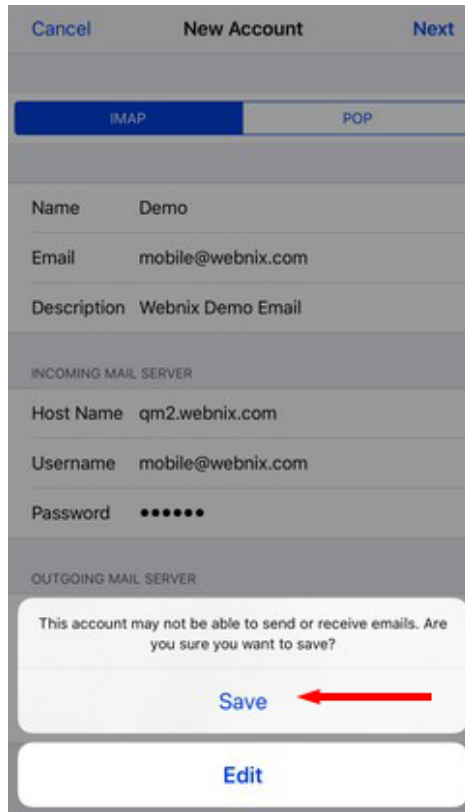 Cancel New Account Next
IMAP POP
Name Demo
Email mobile@webnix.com
Description Webnix Demo Email
INCOMING MAIL SERVER
Host Name qm2.webnix.com
Username mobile@webnix.com
Password ●●●●●●
OUTGOING MAIL SERVER
This account may not be able to send or receive emails. Are
you sure you want to save?
Save
Edit